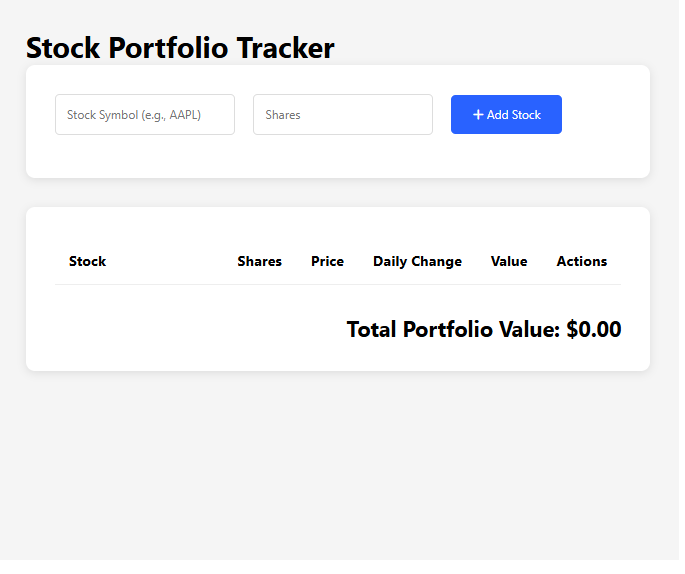 Stock Portfolio Tracker
Stock Symbol (e.g., AAPL) Shares + Add Stock
Stock Shares Price Daily Change Value Actions
Total Portfolio Value: $0.00